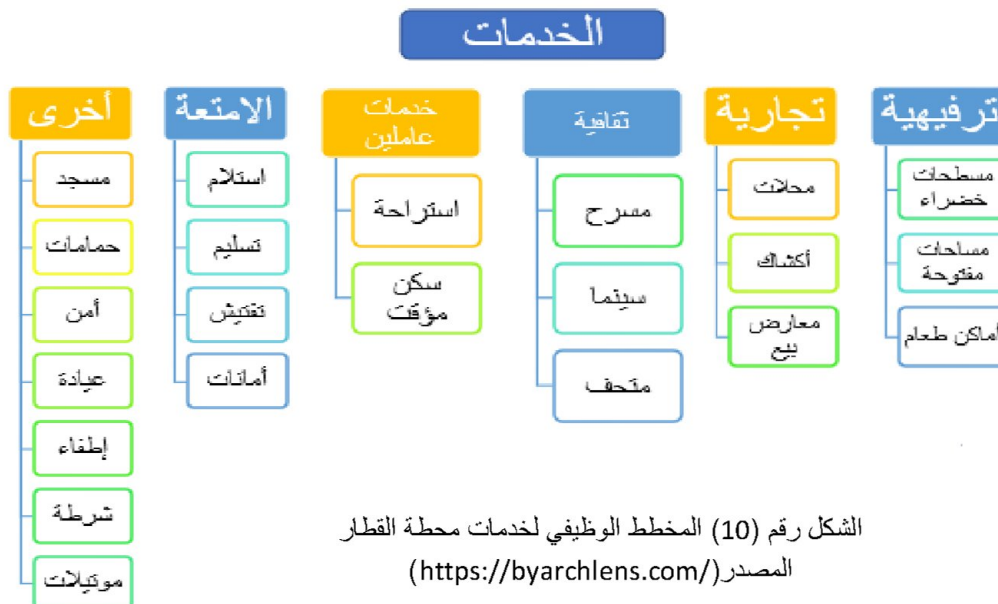 الخدمات
ترفيهية
مسطحات
خضراء
مساحات
مفتوحة
أماكن طعام
تجارية
محلات
أكشاك
معارض
بيع
ثقافية
مسرح
سينما
متحف
خدمات
عاملين
استراحة
سكن
مؤقت
الامتعة
استلام
تسليم
تفتيش
أمانات
أخرى
مسجد
حمامات
أمن
عيادة
إطفاء
شرطة
موتيلات
الشكل رقم (10) المخطط الوظيفي لخدمات محطة القطار
المصدر(https://byarchlens.com/)